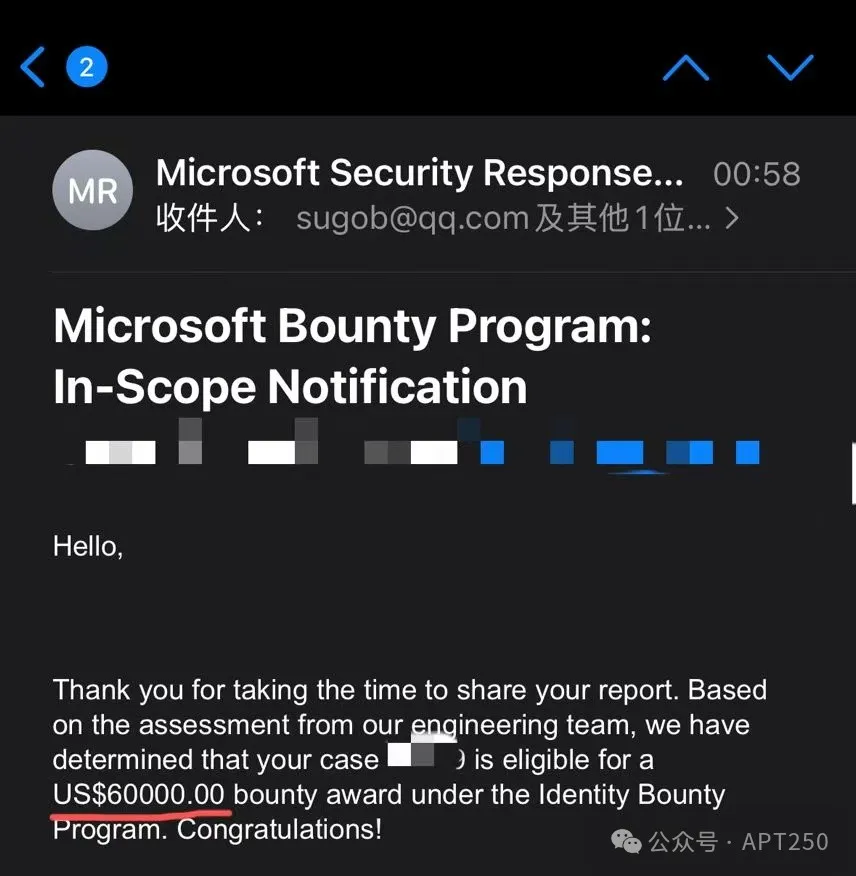 2
MR
Microsoft Security Response... 00:58
收件人： sugob@qq.com及其他1位...
Microsoft Bounty Program:
In-Scope Notification
Hello,
Thank you for taking the time to share your report. Based
on the assessment from our engineering team, we have
determined that your case 9 is eligible for a
US$60000.00 bounty award under the Identity Bounty
Program. Congratulations!
公众号 · APT250